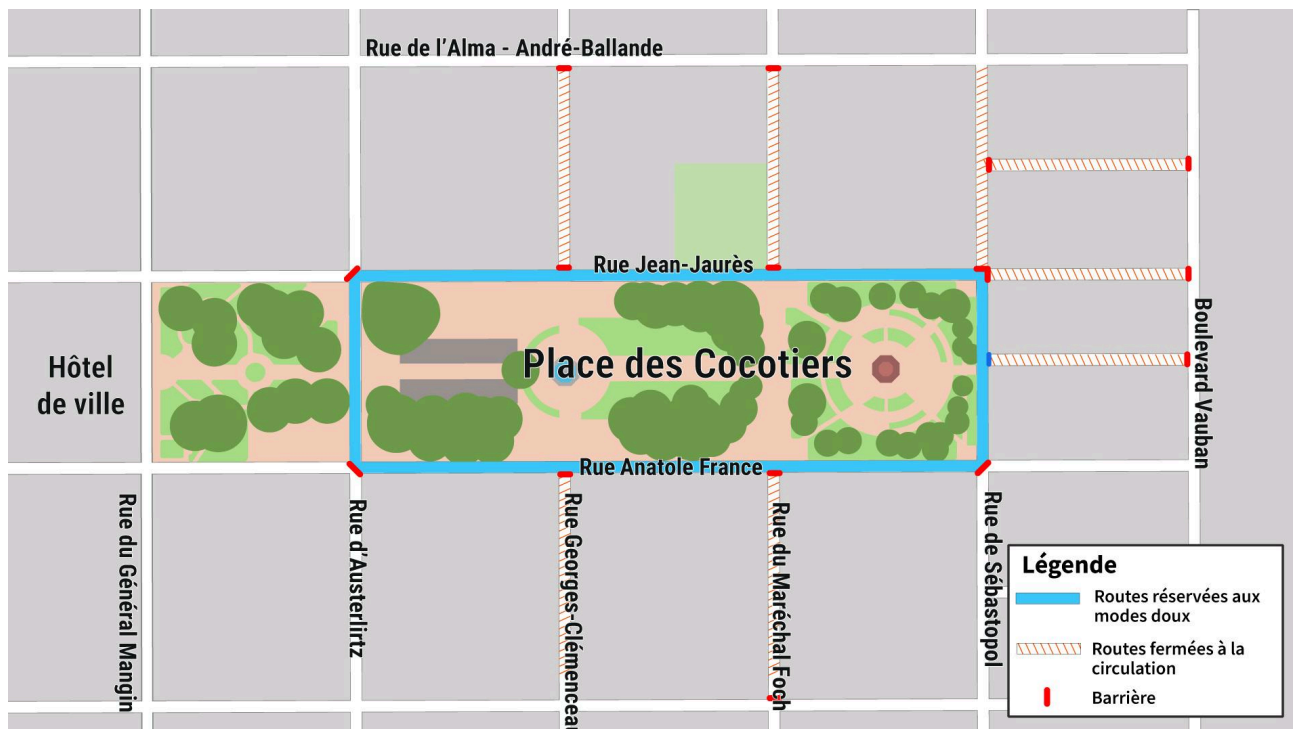 Rue de l'Alma - André-Ballande
Rue Jean-Jaurès
Place des Cocotiers
Hôtel
de ville
Boulevard Vauban
Rue Anatole France
Rue du Général Mangin
Rue d'Austerlirtz
Rue Georges Clémenceau
Rue du Maréchal Foch
Rue de Sébastopol
Légende
Routes réservées aux
modes doux
Routes fermées à la
circulation
Barrière